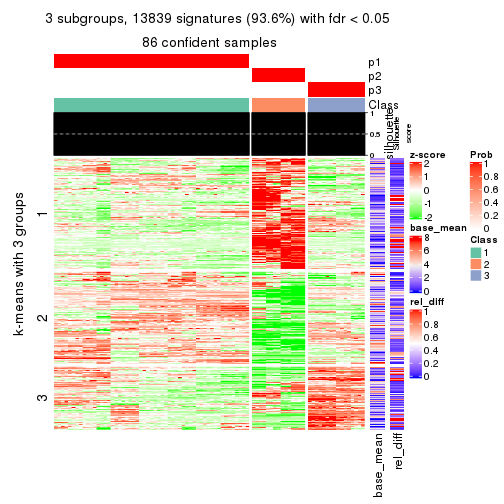 3 subgroups, 13839 signatures (93.6%) with fdr < 0.05
86 confident samples
p1
p2
p3
Class
1
0.5
0
silhouette
Silhouette
score
k-means with 3 groups
1
2
3
base_mean
rel_diff
z-score
2
1
0
-1
-2
base_mean
8
6
4
2
0
rel_diff
1
0.8
0.6
0.4
0.2
0
Prob
1
0.8
0.6
0.4
0.2
0
Class
1
2
3